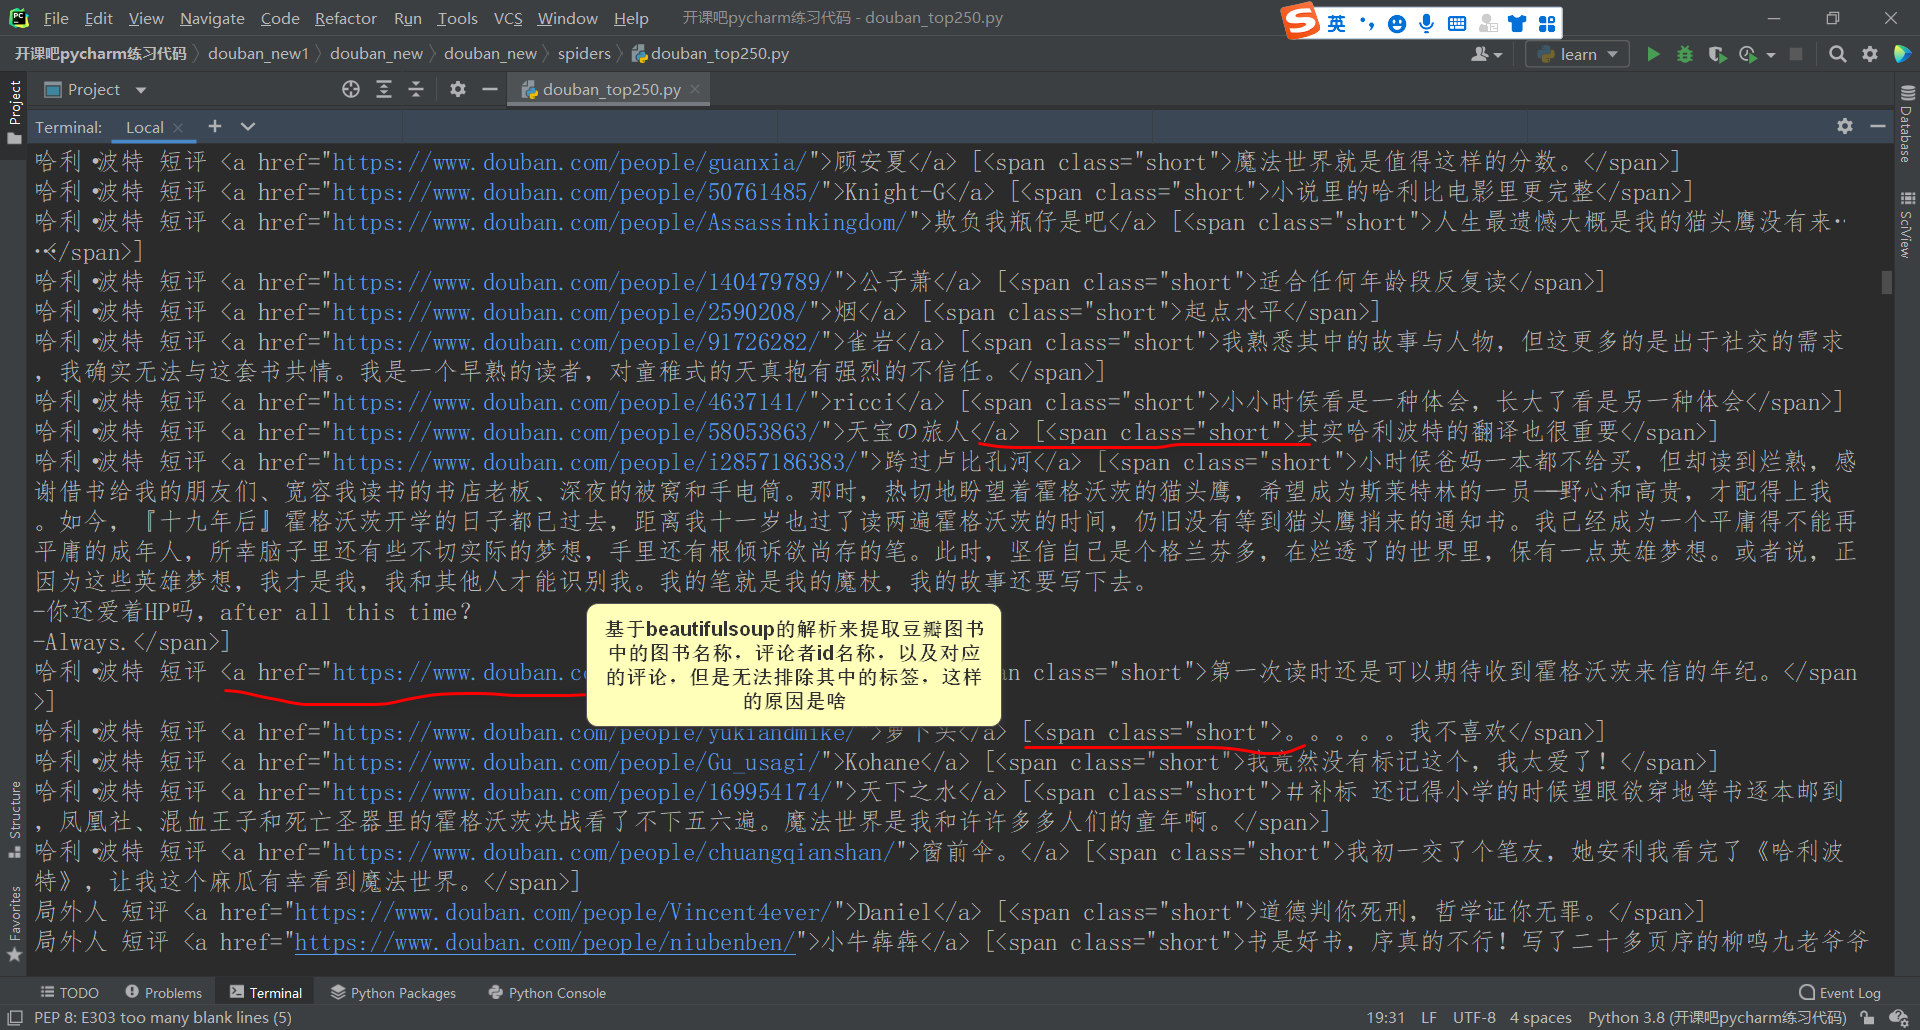 File Edit View Navigate Code Refactor Run Tools VCS Window Help 开课吧pycharm练习代码 - douban_top250.py
英
开课吧pycharm练习代码 douban_new1 douban_new douban_new spiders douban_top250.py learn
Project douban_top250.py
Project
Database
SciView
Terminal: Local
哈利·波特 短评 <a href="https://www.douban.com/people/guanxia/">顾安夏</a> [<span class="short">魔法世界就是值得这样的分数。</span>]
哈利·波特 短评 <a href="https://www.douban.com/people/50761485/">Knight-G</a> [<span class="short">小说里的哈利比电影里更完整</span>]
哈利·波特 短评 <a href="https://www.douban.com/people/Assassinkingdom/">欺负我瓶仔是吧</a> [<span class="short">人生最遗憾大概是我的猫头鹰没有来…
…</span>]
哈利·波特 短评 <a href="https://www.douban.com/people/140479789/">公子萧</a> [<span class="short">适合任何年龄段反复读</span>]
哈利·波特 短评 <a href="https://www.douban.com/people/2590208/">烟</a> [<span class="short">起点水平</span>]
哈利·波特 短评 <a href="https://www.douban.com/people/91726282/">雀岩</a> [<span class="short">我熟悉其中的故事与人物，但这更多的是出于社交的需求
，我确实无法与这套书共情。我是一个早熟的读者，对童稚式的天真抱有强烈的不信任。</span>]
哈利·波特 短评 <a href="https://www.douban.com/people/4637141/">ricci</a> [<span class="short">小小时侯看是一种体会，长大了看是另一种体会</span>]
哈利·波特 短评 <a href="https://www.douban.com/people/58053863/">天宝の旅人</a> [<span class="short">其实哈利波特的翻译也很重要</span>]
哈利·波特 短评 <a href="https://www.douban.com/people/i2857186383/">跨过卢比孔河</a> [<span class="short">小时候爸妈一本都不给买，但却读到烂熟，感
谢借书给我的朋友们、宽容我读书的书店老板、深夜的被窝和手电筒。那时，热切地盼望着霍格沃茨的猫头鹰，希望成为斯莱特林的一员——野心和高贵，才配得上我
。如今，『十九年后』霍格沃茨开学的日子都已过去，距离我十一岁也过了读两遍霍格沃茨的时间，仍旧没有等到猫头鹰捎来的通知书。我已经成为一个平庸得不能再
平庸的成年人，所幸脑子里还有些不切实际的梦想，手里还有根倾诉欲尚存的笔。此时，坚信自己是个格兰芬多，在烂透了的世界里，保有一点英雄梦想。或者说，正
因为这些英雄梦想，我才是我，我和其他人才能识别我。我的笔就是我的魔杖，我的故事还要写下去。
-你还爱着HP吗，after all this time？
-Always.</span>]
基于beautifulsoup的解析来提取豆瓣图书
中的图书名称，评论者id名称，以及对应
的评论，但是无法排除其中的标签，这样
的原因是啥
哈利·波特 短评 <a href="https://www.douban.c n class="short">第一次读时还是可以期待收到霍格沃茨来信的年纪。</span
>]
哈利·波特 短评 <a href="https://www.douban.com/people/yukiandmike/">萝卜头</a> [<span class="short">。。。。。我不喜欢</span>]
哈利·波特 短评 <a href="https://www.douban.com/people/Gu_usagi/">Kohane</a> [<span class="short">我竟然没有标记这个，我太爱了！</span>]
哈利·波特 短评 <a href="https://www.douban.com/people/169954174/">天下之水</a> [<span class="short">＃补标 还记得小学的时候望眼欲穿地等书逐本邮到
，凤凰社、混血王子和死亡圣器里的霍格沃茨决战看了不下五六遍。魔法世界是我和许许多多人们的童年啊。</span>]
哈利·波特 短评 <a href="https://www.douban.com/people/chuangqianshan/">窗前伞。</a> [<span class="short">我初一交了个笔友，她安利我看完了《哈利波
特》，让我这个麻瓜有幸看到魔法世界。</span>]
局外人 短评 <a href="https://www.douban.com/people/Vincent4ever/">Daniel</a> [<span class="short">道德判你死刑，哲学证你无罪。</span>]
局外人 短评 <a href="https://www.douban.com/people/niubenben/">小牛犇犇</a> [<span class="short">书是好书，序真的不行！写了二十多页序的柳鸣九老爷爷
Structure
Favorites
TODO Problems Terminal Python Packages Python Console Event Log
PEP 8: E303 too many blank lines (5) 19:31 LF UTF-8 4 spaces Python 3.8 (开课吧pycharm练习代码)